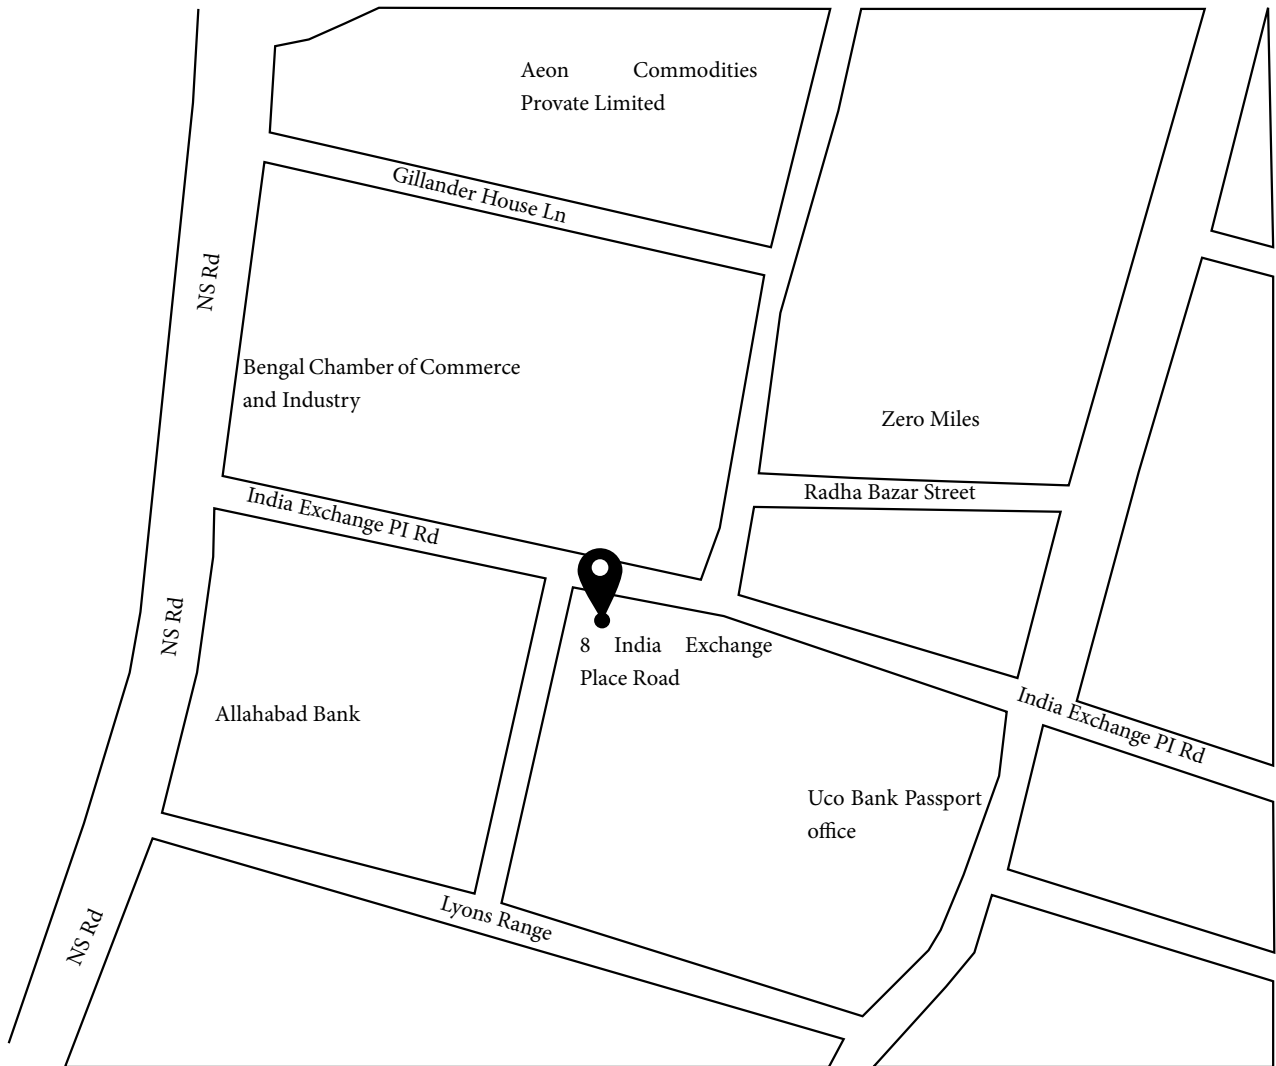 Aeon Commodities
Provate Limited
Gillander House Ln
NS Rd
Bengal Chamber of Commerce
and Industry
Zero Miles
Radha Bazar Street
India Exchange PI Rd
NS Rd
8 India Exchange
Place Road
Allahabad Bank
India Exchange PI Rd
Uco Bank Passport
office
Lyons Range
NS Rd